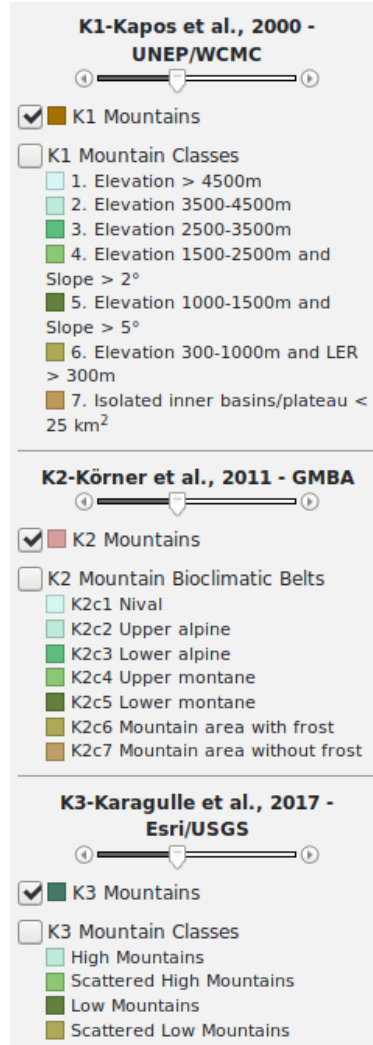 K1-Kapos et al., 2000 -
UNEP/WCMC
K1 Mountains
K1 Mountain Classes
1. Elevation > 4500m
2. Elevation 3500-4500m
3. Elevation 2500-3500m
4. Elevation 1500-2500m and
Slope > 2°
5. Elevation 1000-1500m and
Slope > 5°
6. Elevation 300-1000m and LER
> 300m
7. Isolated inner basins/plateau <
25 km²
K2-Körner et al., 2011 - GMBA
K2 Mountains
K2 Mountain Bioclimatic Belts
K2c1 Nival
K2c2 Upper alpine
K2c3 Lower alpine
K2c4 Upper montane
K2c5 Lower montane
K2c6 Mountain area with frost
K2c7 Mountain area without frost
K3-Karagulle et al., 2017 -
Esri/USGS
K3 Mountains
K3 Mountain Classes
High Mountains
Scattered High Mountains
Low Mountains
Scattered Low Mountains